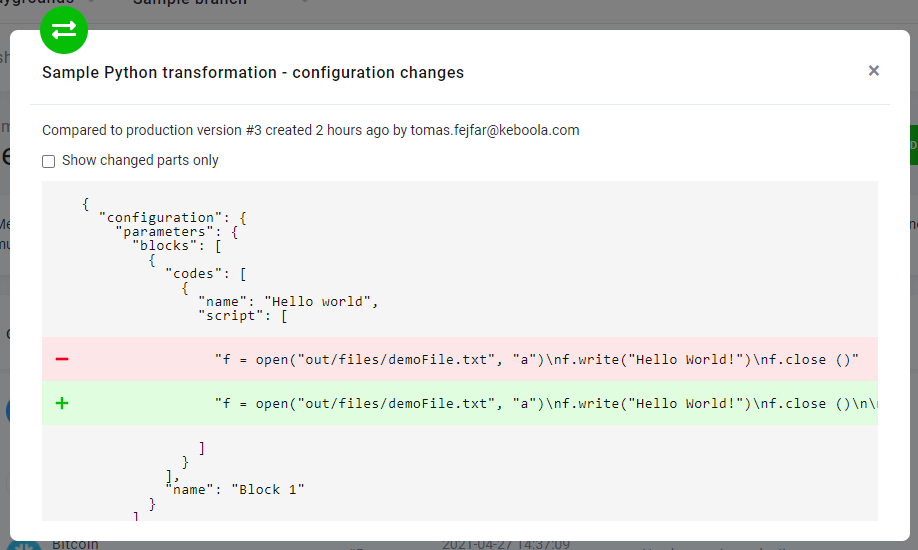 Sample branch
Sample Python transformation - configuration changes
×
Compared to production version #3 created 2 hours ago by tomas.fejfar@keboola.com
Show changed parts only
{
"configuration": {
"parameters": {
"blocks": [
{
"codes": [
{
"name": "Hello world",
"script": [
− "f = open("out/files/demoFile.txt", "a")\nf.write("Hello World!")\nf.close ()"
+ "f = open("out/files/demoFile.txt", "a")\nf.write("Hello World!")\nf.close ()\n\
]
}
],
"name": "Block 1"
}
]
Bitcoin
2021-04-27 14:37:09